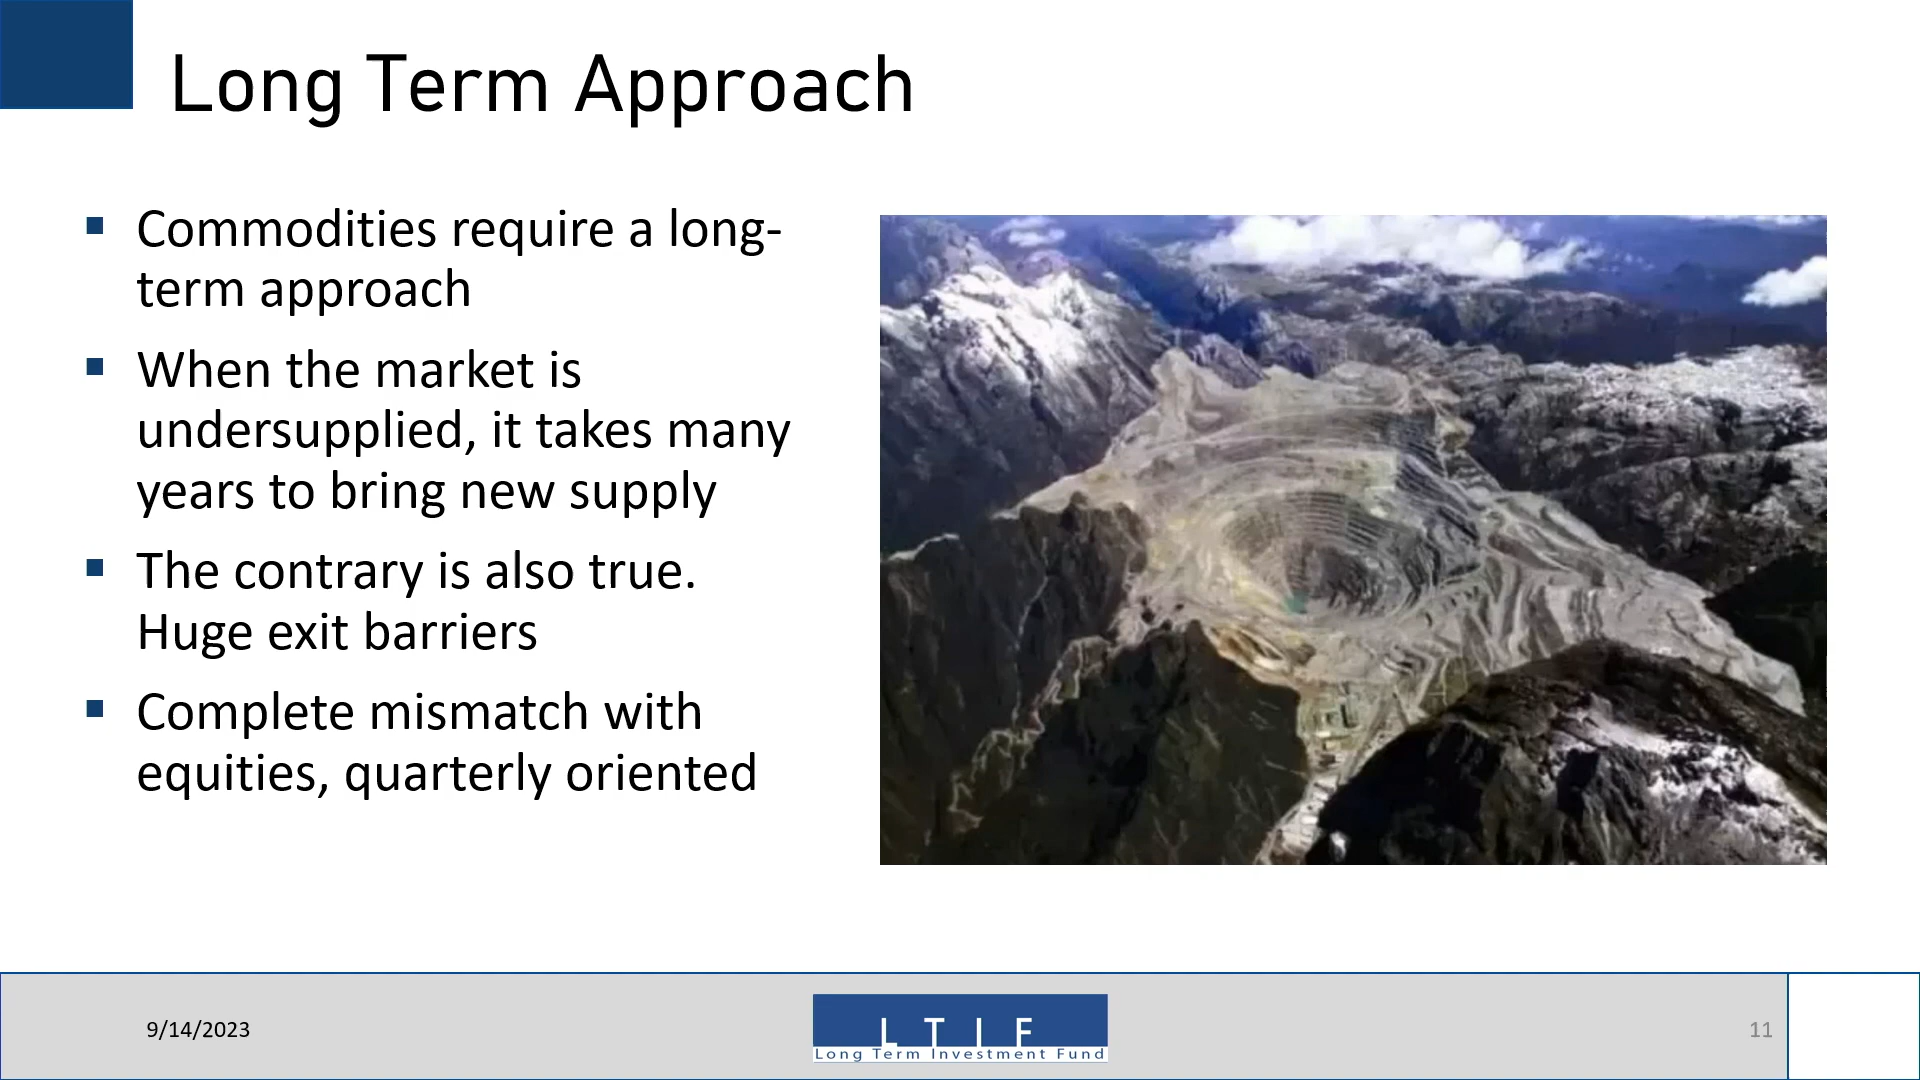 Long Term Approach
▪ Commodities require a long-
term approach
▪ When the market is
undersupplied, it takes many
years to bring new supply
▪ The contrary is also true.
Huge exit barriers
▪ Complete mismatch with
equities, quarterly oriented
9/14/2023
L T I F
Long Term Investment Fund
11